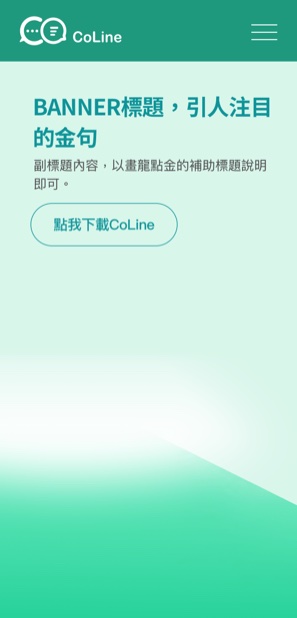 CoLine
BANNER標題，引人注目
的金句
副標題內容，以畫龍點金的補助標題說明
即可。
點我下載CoLine